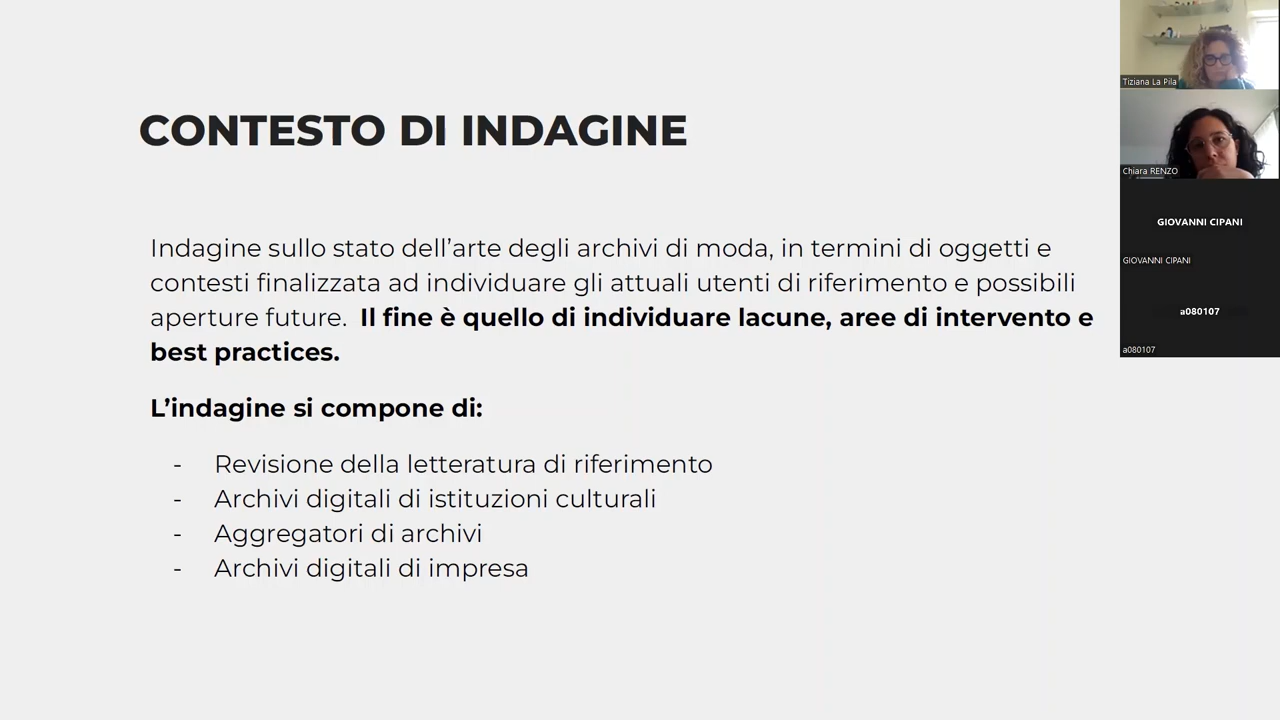 CONTESTO DI INDAGINE
Indagine sullo stato dell’arte degli archivi di moda, in termini di oggetti e
contesti finalizzata ad individuare gli attuali utenti di riferimento e possibili
aperture future. Il fine è quello di individuare lacune, aree di intervento e
best practices.
L’indagine si compone di:
- Revisione della letteratura di riferimento
- Archivi digitali di istituzioni culturali
- Aggregatori di archivi
- Archivi digitali di impresa
Tiziana La Pila
Chiara RENZO
GIOVANNI CIPANI
GIOVANNI CIPANI
a080107
a080107